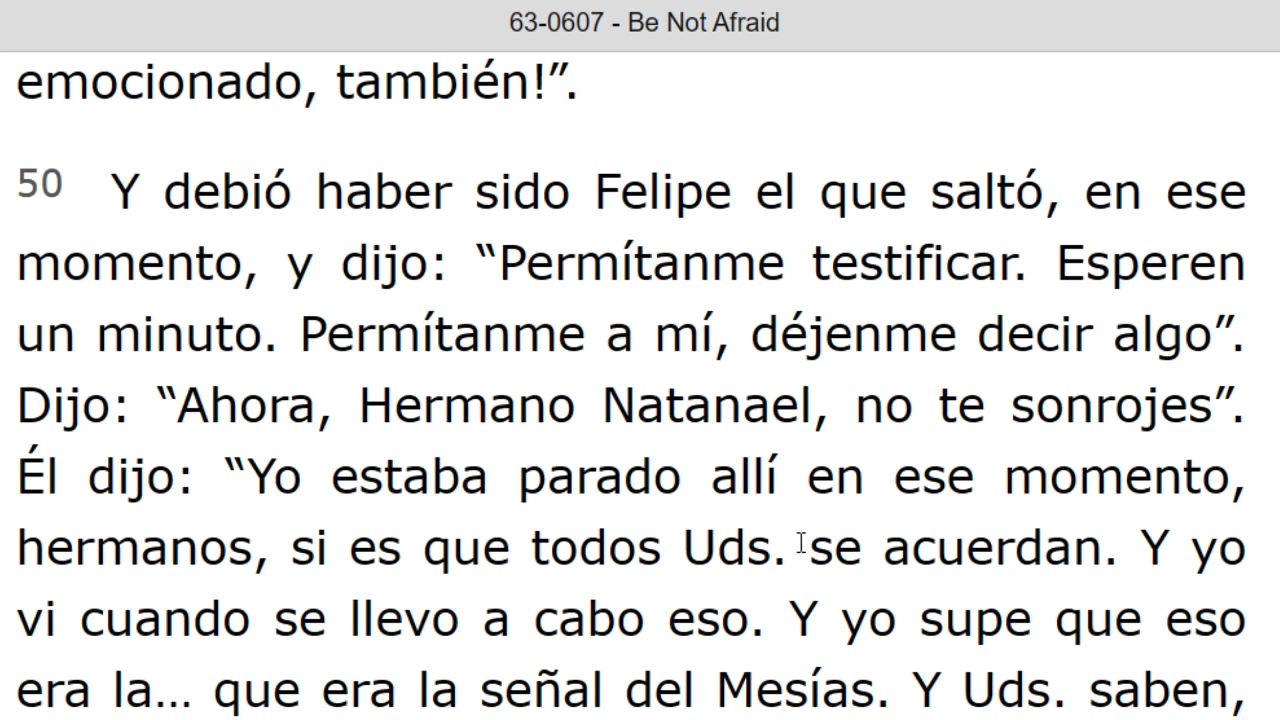 63-0607 - Be Not Afraid
emocionado, también!”.
50 Y debió haber sido Felipe el que saltó, en ese
momento, y dijo: “Permítanme testificar. Esperen
un minuto. Permítanme a mí, déjenme decir algo”.
Dijo: “Ahora, Hermano Natanael, no te sonrojes”.
Él dijo: “Yo estaba parado allí en ese momento,
hermanos, si es que todos Uds. se acuerdan. Y yo
vi cuando se llevo a cabo eso. Y yo supe que eso
era la… que era la señal del Mesías. Y Uds. saben,